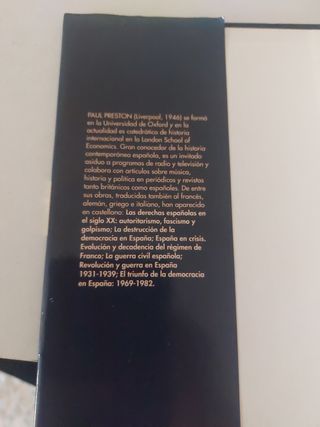 PAUL PRESTON (Liverpool, 1946) se formó
en la Universidad de Oxford y en la
actualidad es catedrático de historia
internacional en la London School of
Economics. Gran conocedor de la historia
contemporánea española, es un invitado
asiduo a programas de radio y televisión y
colabora con artículos sobre música,
historia y política en periódicos y revistas
tanto británicos como españoles. De entre
sus obras, traducidas también al francés,
alemán, griego e italiano, han aparecido
en castellano: Las derechas españolas en
el siglo XX: autoritarismo, fascismo y
golpismo; La destrucción de la
democracia en España; España en crisis.
Evolución y decadencia del régimen de
Franco; La guerra civil española;
Revolución y guerra en España
1931-1939; El triunfo de la democracia
en España: 1969-1982.